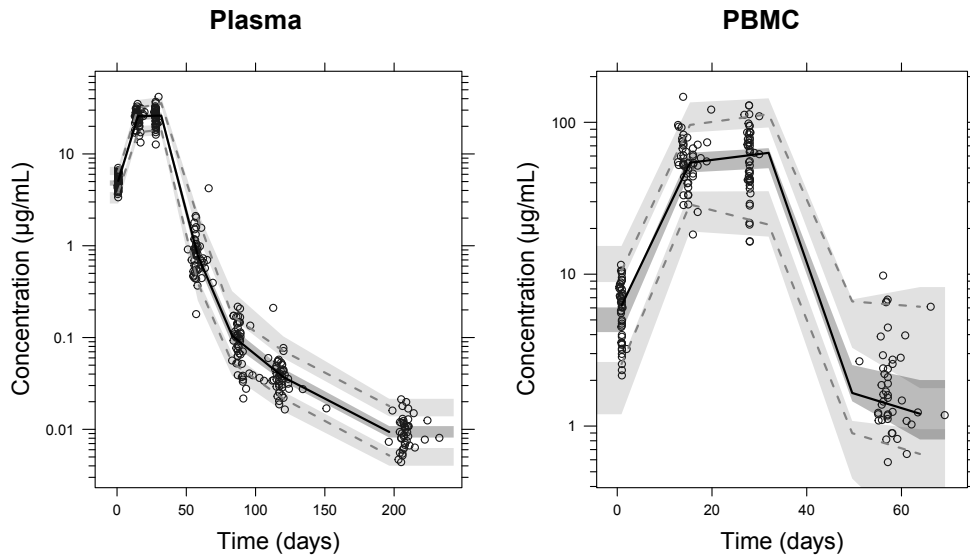 Plasma
PBMC
Concentration (µg/mL)
10
1
0.1
0.01
0 50 100 150 200
Time (days)
Concentration (µg/mL)
100
10
1
0 20 40 60
Time (days)